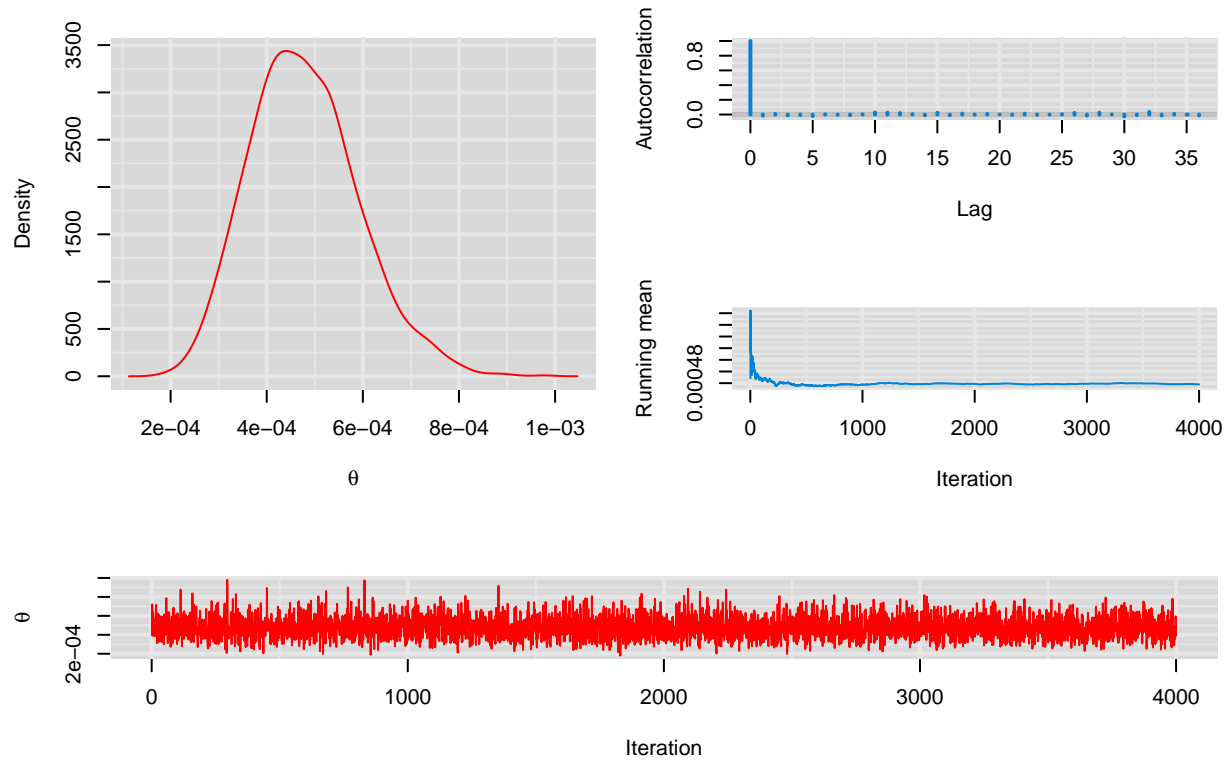 Density
0
500
1500
2500
3500
2e−04
4e−04
6e−04
8e−04
1e−03
θ
Autocorrelation
0.0
0.8
0
5
10
15
20
25
30
35
Lag
Running mean
0.00048
0
1000
2000
3000
4000
Iteration
θ
2e−04
0
1000
2000
3000
4000
Iteration